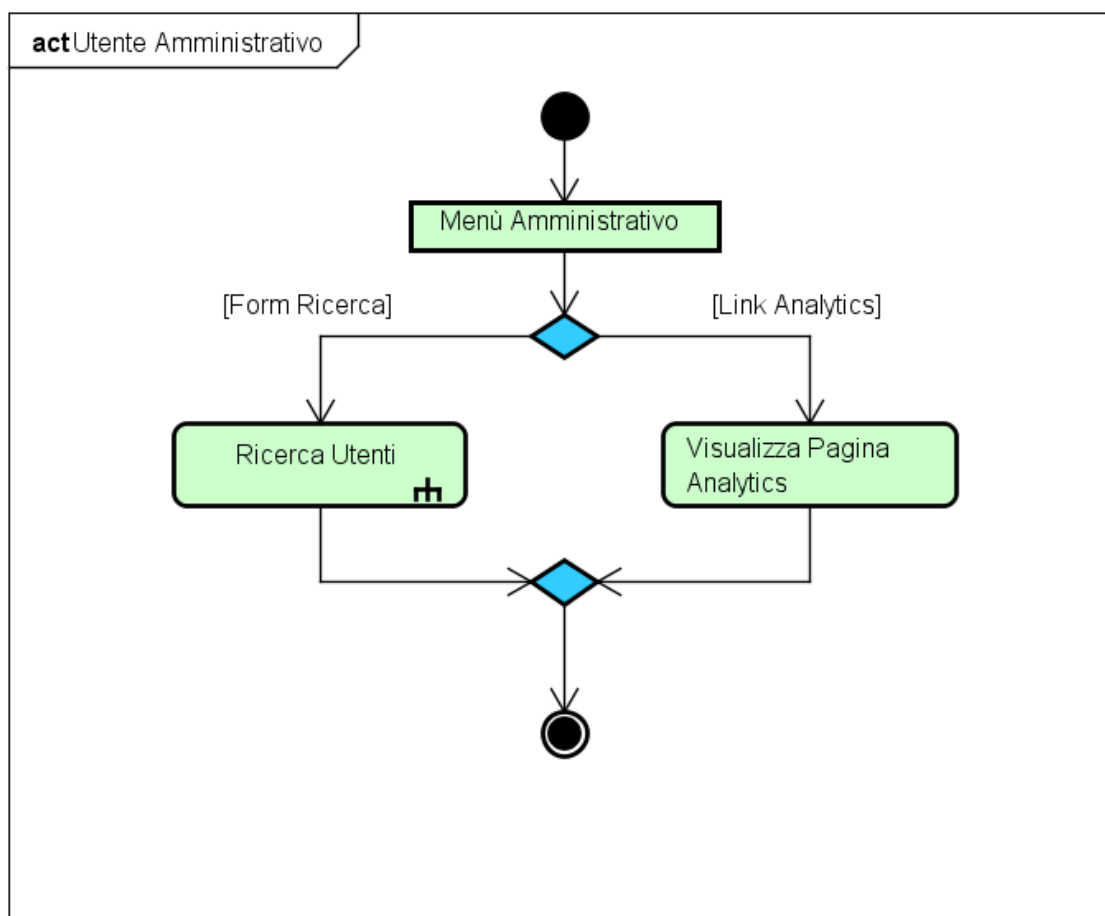 act Utente Amministrativo
Menù Amministrativo
[Form Ricerca]
[Link Analytics]
Ricerca Utenti
Visualizza Pagina
Analytics